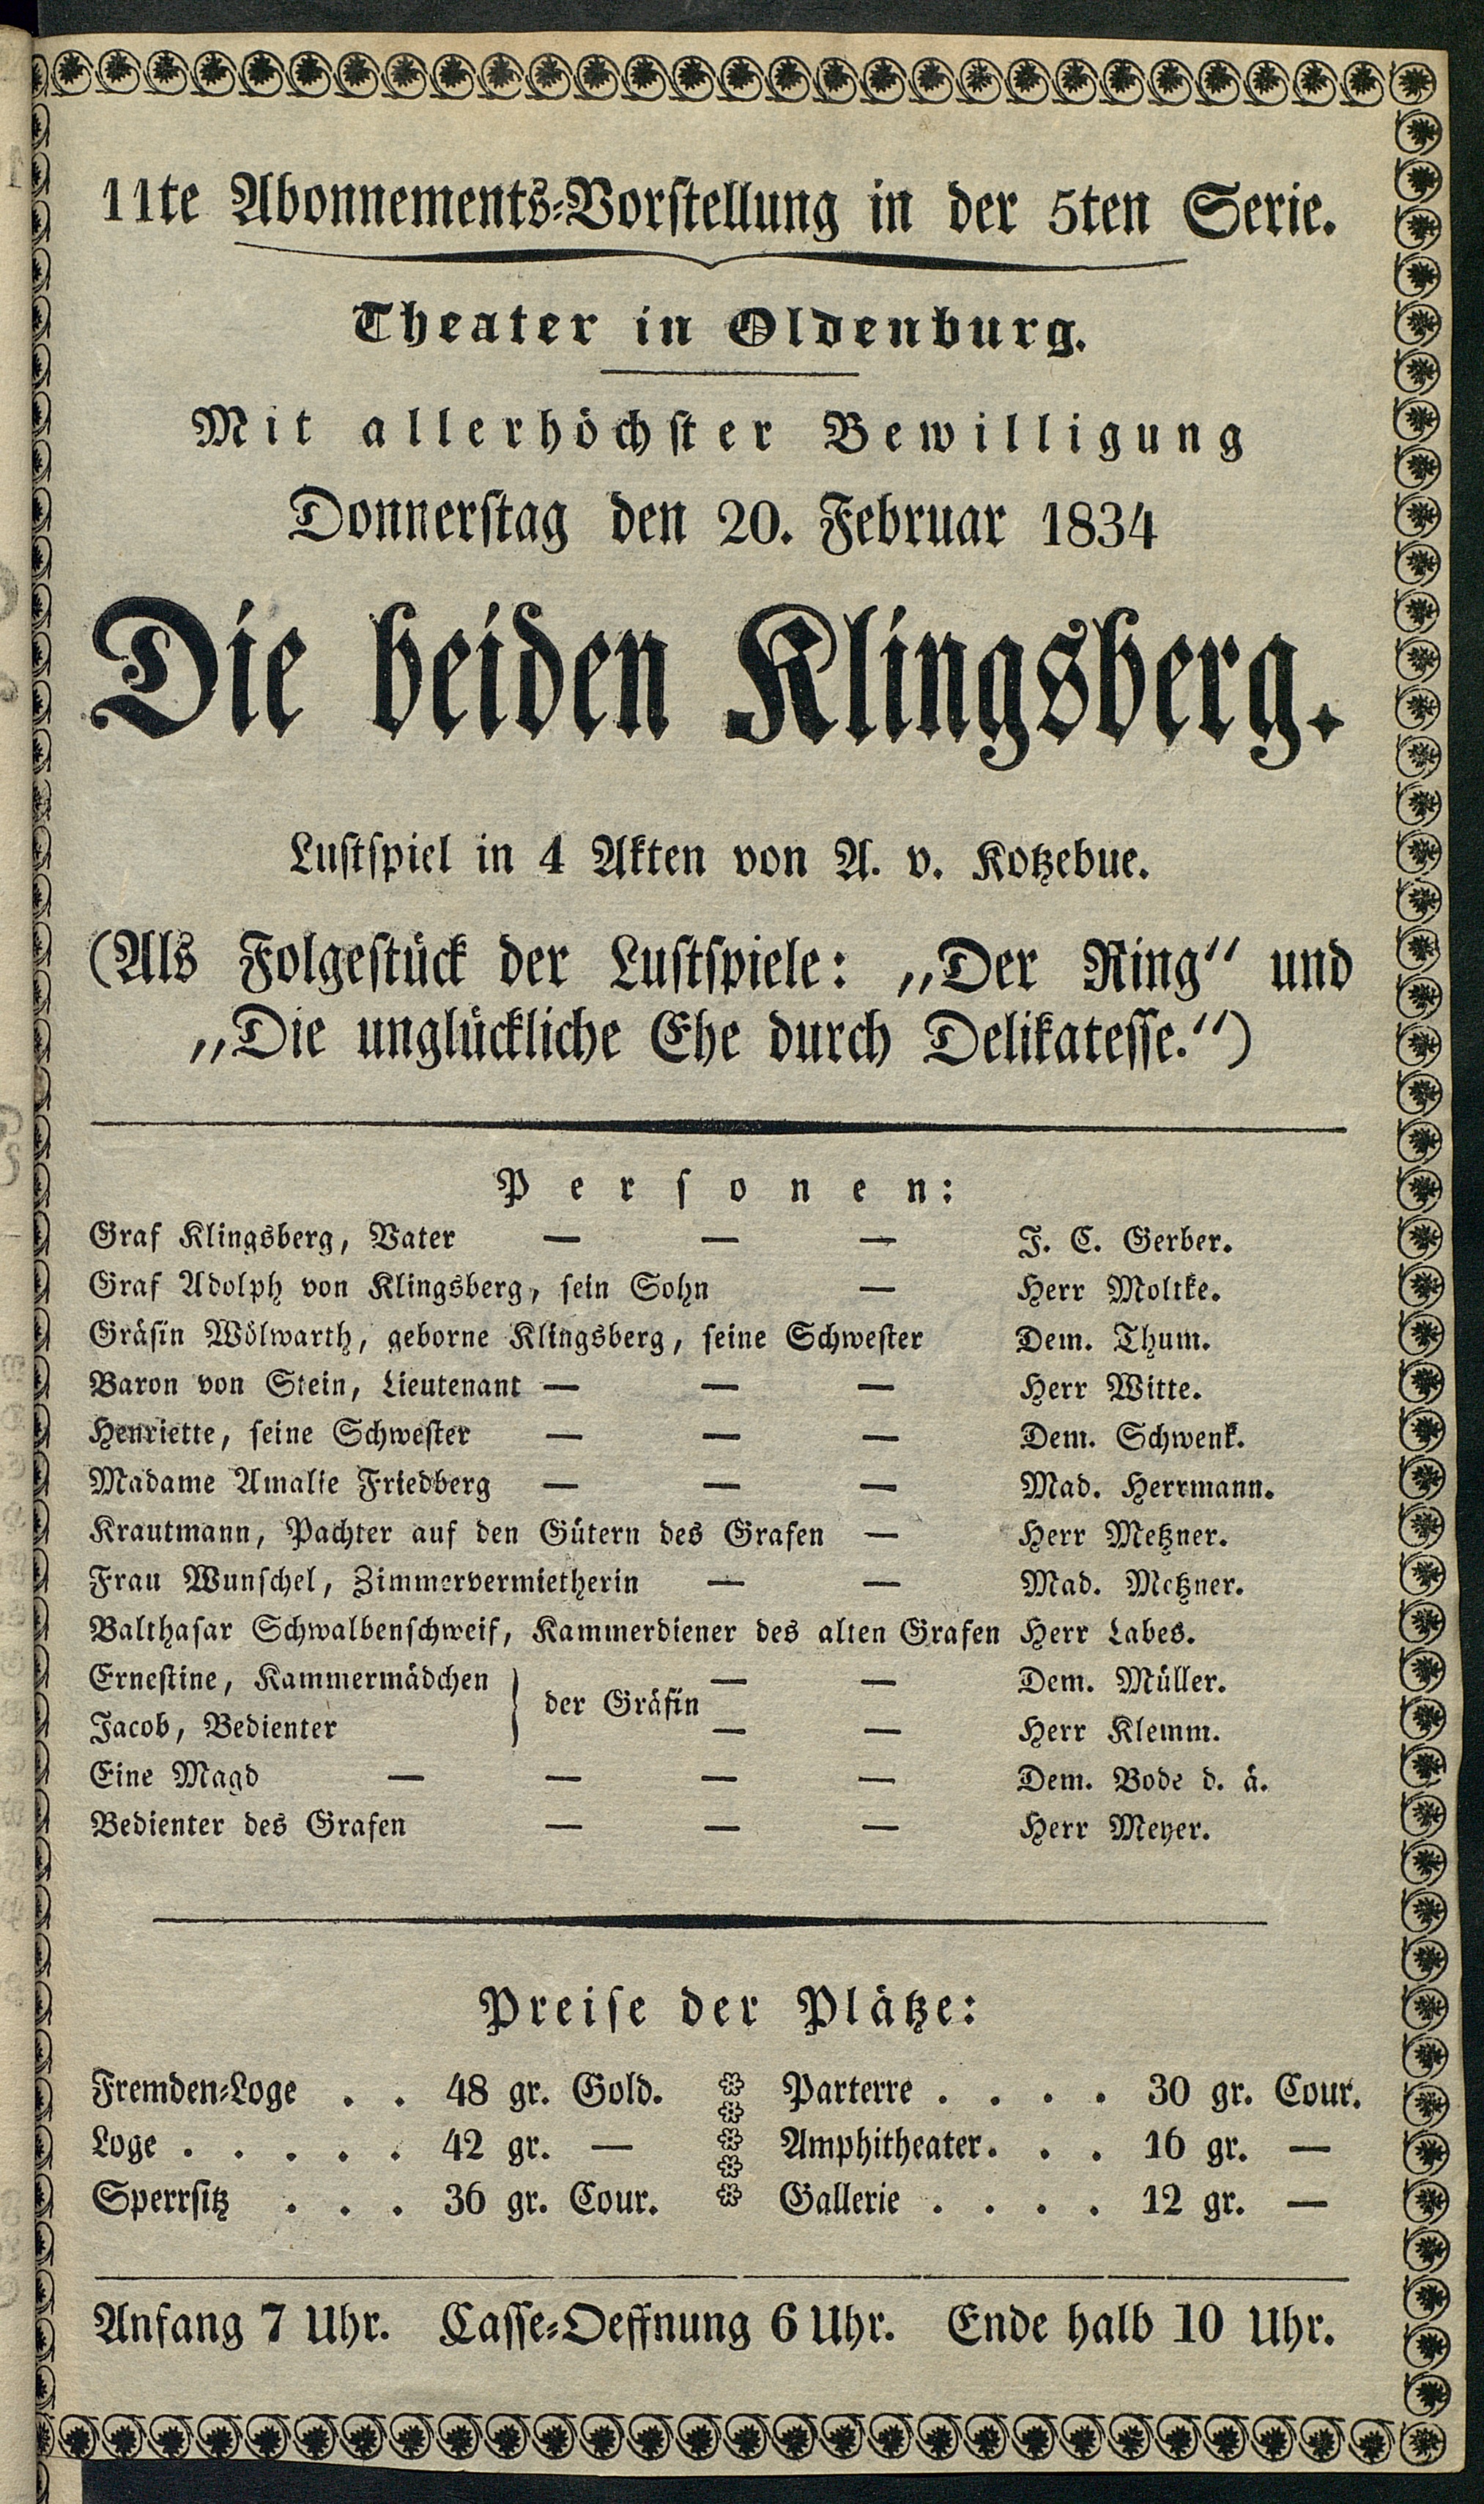 11te Abonnements-Vorstellung in der 5ten Serie.
Theater in Oldenburg.
Mit allerhöchster Bewilligung
Donnerstag den 20. Februar 1834
Die beiden Klingsberg.
Lustspiel in 4 Akten von A. v. Kotzebue.
(Als Folgestück der Lustspiele: „Der Ring“ und
„Die unglückliche Ehe durch Delikatesse.“)
Personen:
Graf Klingsberg, Vater — — — J. C. Gerber.
Graf Adolph von Klingsberg, sein Sohn — Herr Moltke.
Gräfin Wölwarth, geborne Klingsberg, seine Schwester Dem. Thum.
Baron von Stein, Lieutenant — — — Herr Witte.
Henriette, seine Schwester — — — Dem. Schwenk.
Madame Amalie Friedberg — — — Mad. Herrmann.
Krautmann, Pachter auf den Gütern des Grafen — Herr Metzner.
Frau Wunschel, Zimmervermietherin — — Mad. Metzner.
Balthasar Schwalbenschweif, Kammerdiener des alten Grafen Herr Labes.
Ernestine, Kammermädchen } der Gräfin — — Dem. Müller.
Jacob, Bedienter — — Herr Klemm.
Eine Magd — — — — Dem. Bode d. ä.
Bedienter des Grafen — — — Herr Meyer.
Preise der Plätze:
Fremden-Loge . . 48 gr. Gold. Parterre . . . . 30 gr. Cour.
Loge . . . . . 42 gr. — Amphitheater. . . 16 gr. —
Sperrsitz . . . 36 gr. Cour. Gallerie . . . . 12 gr. —
Anfang 7 Uhr. Casse-Oeffnung 6 Uhr. Ende halb 10 Uhr.